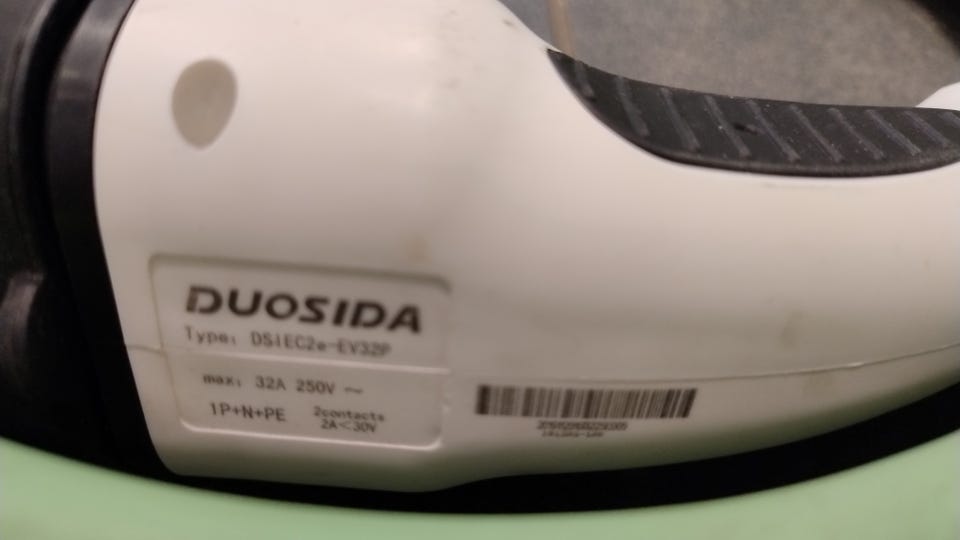 DUOSIDA
Type: DSIEC2e-EV32P
max: 32A 250V ~
1P+N+PE
2contacts
2A<30V